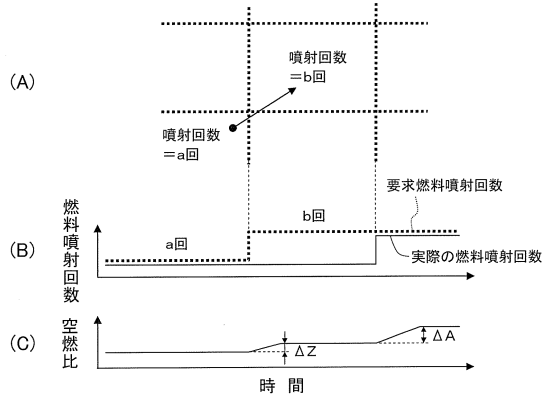 (A)
噴射回数
＝b回
噴射回数
＝a回
(B)
燃料噴射回数
a回
b回
要求燃料噴射回数
実際の燃料噴射回数
(C)
空燃比
ΔZ
ΔA
時間